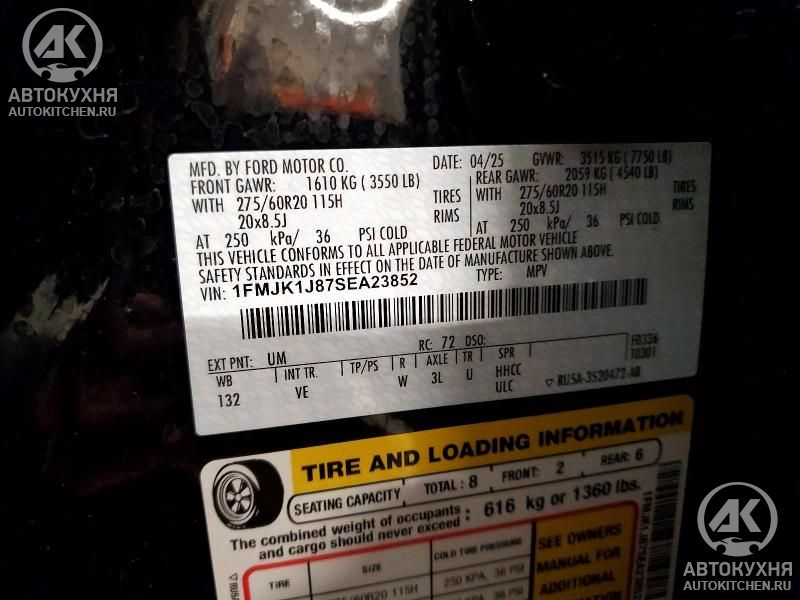 AK
АВТОКУХНЯ
AUTOKITCHEN.RU
MFD. BY FORD MOTOR CO. DATE: 04/25 GVWR: 3515 KG ( 7750 LB)
FRONT GAWR: 1610 KG ( 3550 LB) REAR GAWR: 2059 KG ( 4540 LB)
WITH 275/60R20 115H TIRES WITH 275/60R20 115H TIRES
20x8.5J RIMS 20x8.5J RIMS
AT 250 kPa/ 36 PSI COLD AT 250 kPa/ 36 PSI COLD
THIS VEHICLE CONFORMS TO ALL APPLICABLE FEDERAL MOTOR VEHICLE
SAFETY STANDARDS IN EFFECT ON THE DATE OF MANUFACTURE SHOWN ABOVE.
VIN: 1FMJK1J87SEA23852 TYPE: MPV
F0336
T0301
EXT PNT: UM RC: 72 DSO:
WB INT TR. TP/PS R AXLE TR SPR
132 VE W 3L U HHCC
ULC ▽ RU5A-3520472-AB
TIRE AND LOADING INFORMATION
SEATING CAPACITY TOTAL: 8 FRONT: 2 REAR: 6
The combined weight of occupants
and cargo should never exceed : 616 kg or 1360 lbs.
TIRE SIZE COLD TIRE PRESSURE
275/60R20 115H 250 KPA, 36 PSI
SEE OWNERS
MANUAL FOR
ADDITIONAL
AK
АВТОКУХНЯ
AUTOKITCHEN.RU